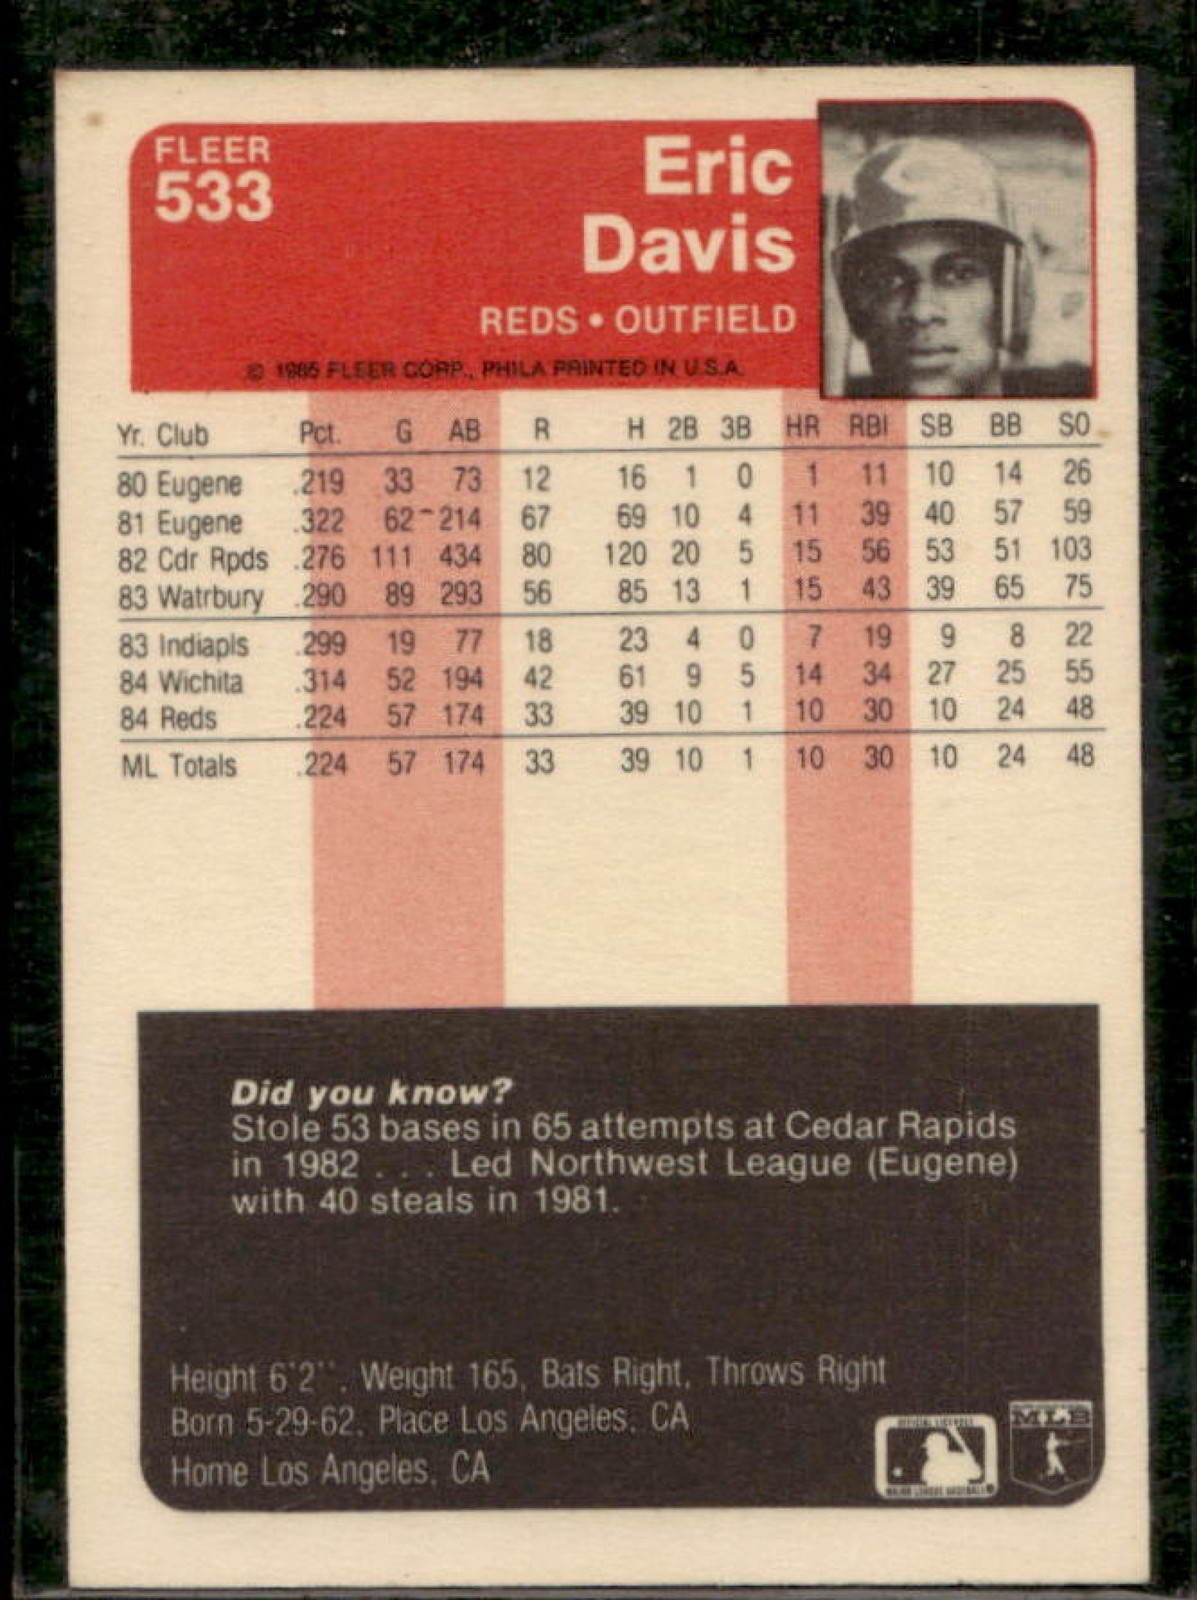 FLEER
533
Eric
Davis
REDS • OUTFIELD
© 1985 FLEER CORP., PHILA PRINTED IN U.S.A.
Yr. Club Pct. G AB R H 2B 3B HR RBI SB BB SO
80 Eugene .219 33 73 12 16 1 0 1 11 10 14 26
81 Eugene .322 62 214 67 69 10 4 11 39 40 57 59
82 Cdr Rpds .276 111 434 80 120 20 5 15 56 53 51 103
83 Watrbury .290 89 293 56 85 13 1 15 43 39 65 75
83 Indiapls .299 19 77 18 23 4 0 7 19 9 8 22
84 Wichita .314 52 194 42 61 9 5 14 34 27 25 55
84 Reds .224 57 174 33 39 10 1 10 30 10 24 48
ML Totals .224 57 174 33 39 10 1 10 30 10 24 48
Did you know?
Stole 53 bases in 65 attempts at Cedar Rapids
in 1982 . . . Led Northwest League (Eugene)
with 40 steals in 1981.
Height 6'2'', Weight 165, Bats Right, Throws Right
Born 5-29-62, Place Los Angeles, CA
Home Los Angeles, CA
OFFICIAL LICENSEE
MAJOR LEAGUE BASEBALL
MLB